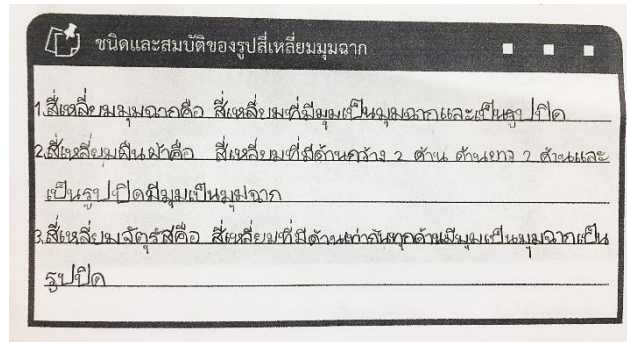 ชนิดและสมบัติของรูปสี่เหลี่ยมมุมฉาก
1.สี่เหลี่ยมมุมฉากคือ สี่เหลี่ยมที่มีมุมเป็นมุมฉากและเป็นรูปปิด
2.สี่เหลี่ยมผืนผ้าคือ สี่เหลี่ยมที่มีด้านกว้าง 2 ด้าน ด้านยาว 2 ด้านและ
เป็นรูปปิดมีมุมเป็นมุมฉาก
3.สี่เหลี่ยมจัตุรัสคือ สี่เหลี่ยมที่มีด้านเท่ากันทุกด้านมีมุมเป็นมุมฉากเป็น
รูปปิด